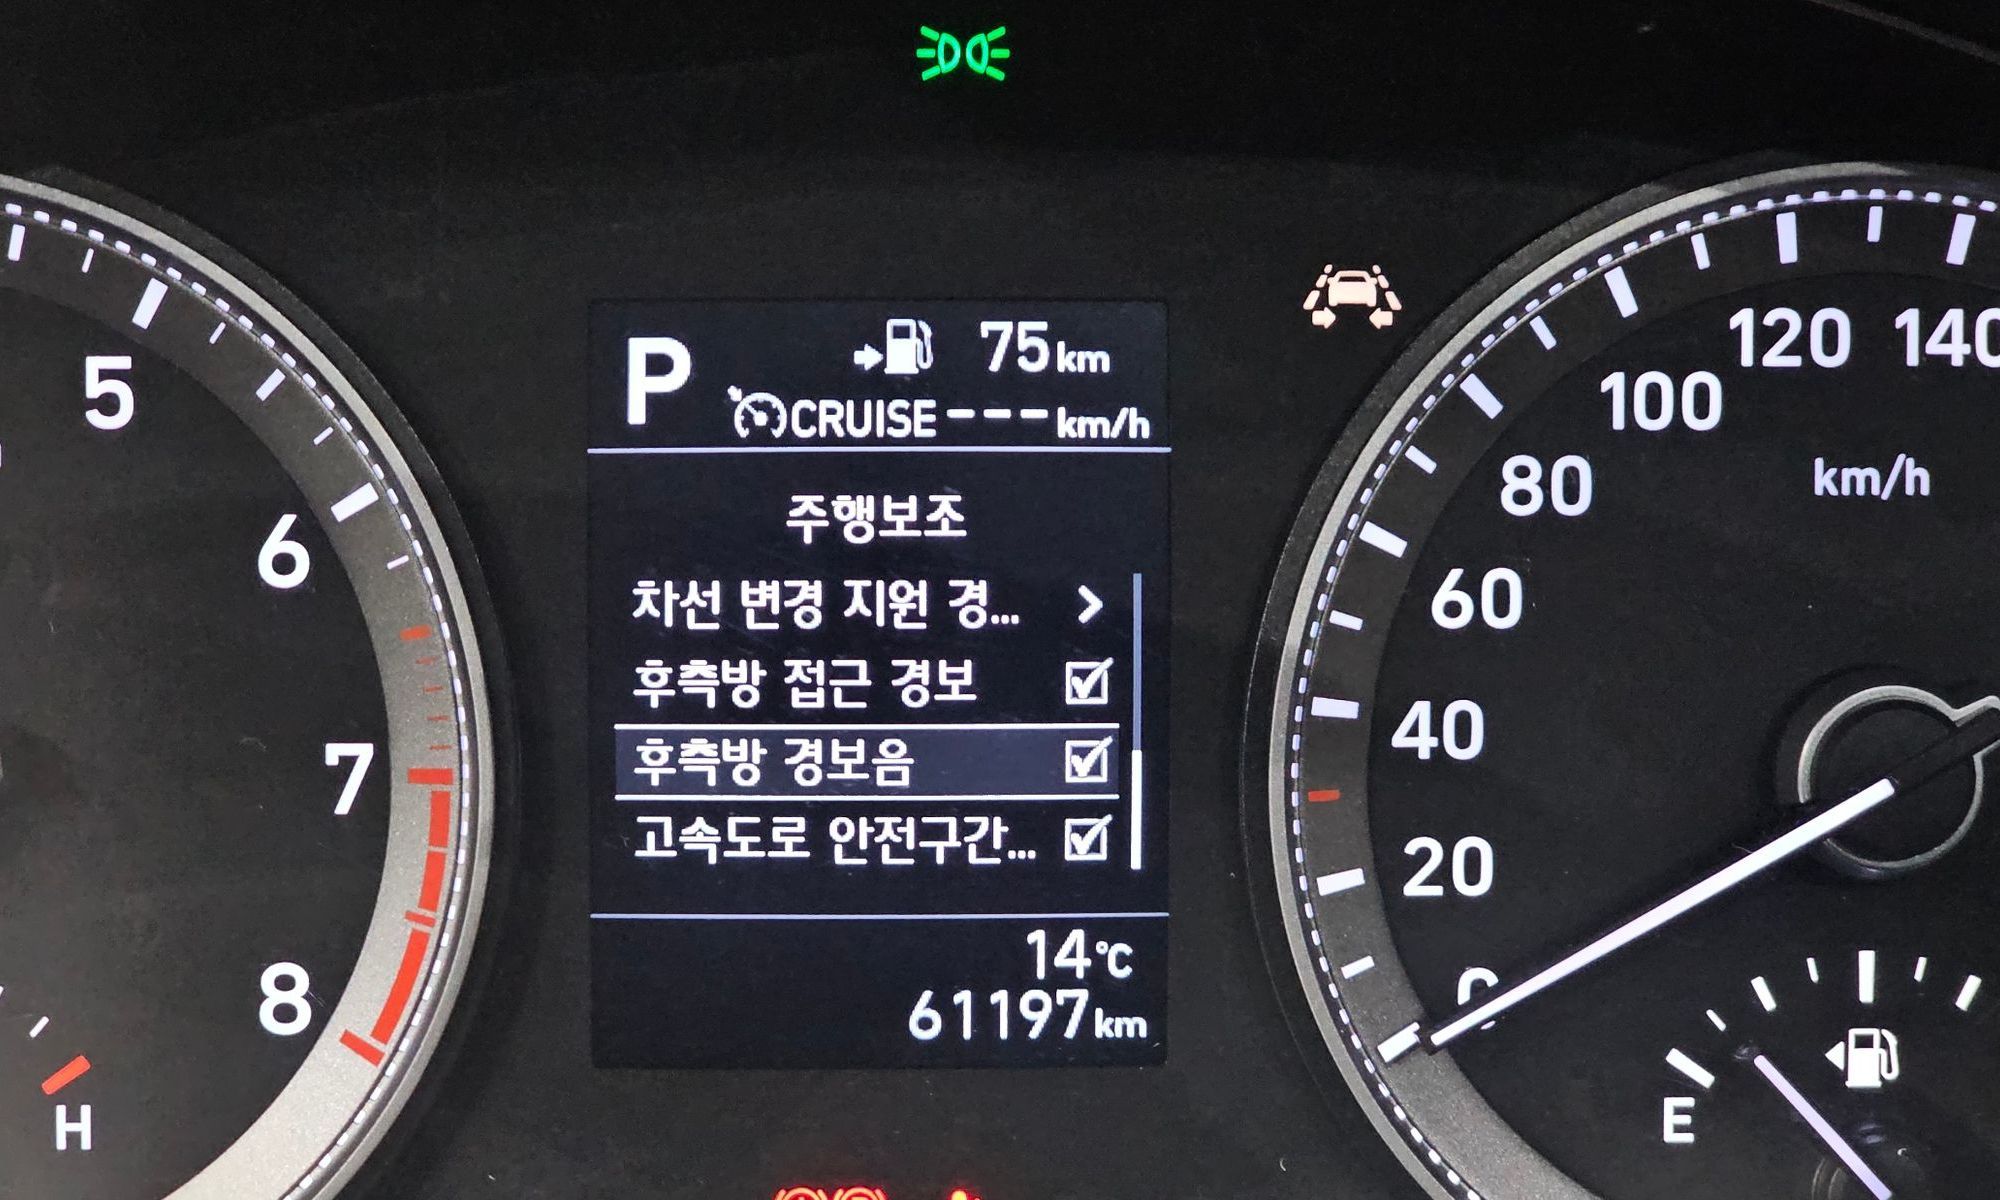 P
75km
CRUISE---km/h
주행보조
차선 변경 지원 경...
후측방 접근 경보
후측방 경보음
고속도로 안전구간...
14℃
61197km
5
6
7
8
H
140
120
100
80
60
40
20
0
km/h
E